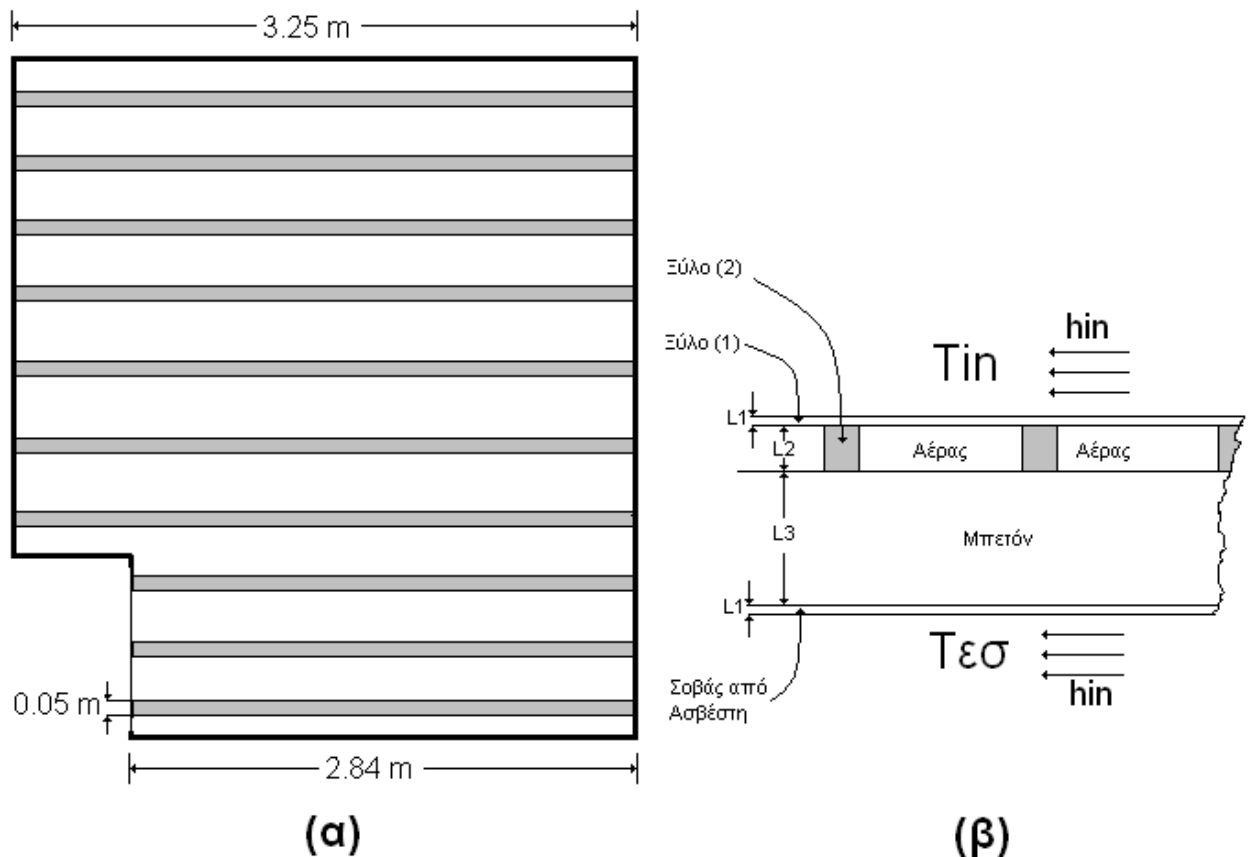 3.25 m
0.05 m
2.84 m
(α)
Ξύλο (2)
Ξύλο (1)
hin
Tin
L1
L2
Αέρας
Αέρας
L3
Μπετόν
L1
Τεσ
hin
Σοβάς από
Ασβέστη
(β)